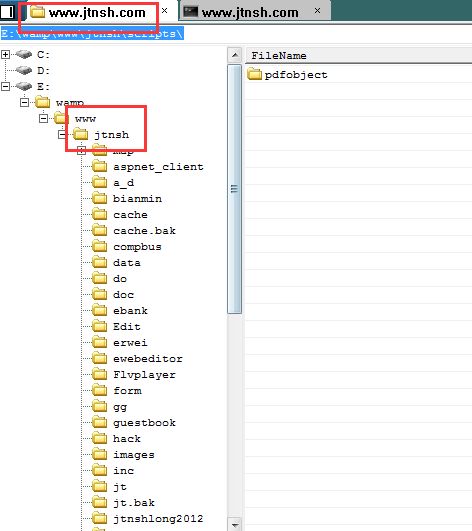 www.jtnsh.com × www.jtnsh.com ×
E:\wamp\www\jtnsh\scripts\
FileName
C:
pdfobject
D:
E:
wamp
www
jtnsh
map
aspnet_client
a_d
bianmin
cache
cache.bak
compbus
data
do
doc
ebank
Edit
erwei
ewebeditor
Flvplayer
form
gg
guestbook
hack
images
inc
jt
jt.bak
jtnshlong2012